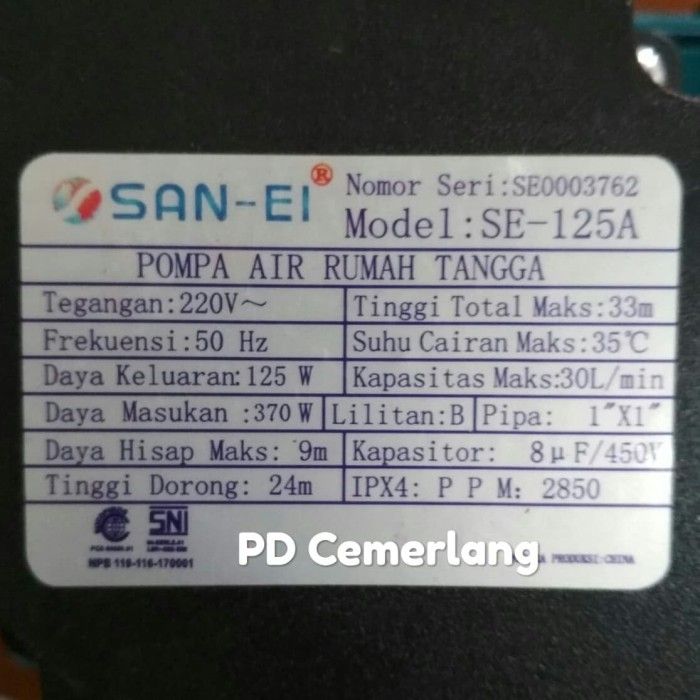 SAN-EI®
Nomor Seri:SE0003762
Model:SE-125A
POMPA AIR RUMAH TANGGA
Tegangan:220V~ Tinggi Total Maks:33m
Frekuensi:50 Hz Suhu Cairan Maks:35℃
Daya Keluaran:125 W Kapasitas Maks:30L/min
Daya Masukan :370 W Lilitan:B Pipa: 1"X1"
Daya Hisap Maks: 9m Kapasitor: 8μF/450V
Tinggi Dorong: 24m IPX4: P P M: 2850
SNI
NPB 110-116-170001
PD Cemerlang
PRODUKSI:CHINA